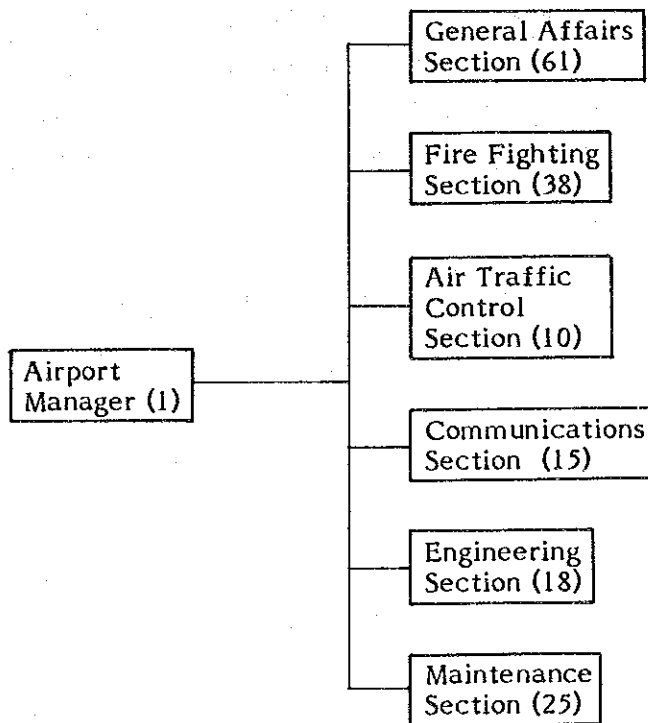 General Affairs
Section (61)
Fire Fighting
Section (38)
Air Traffic
Control
Section (10)
Airport
Manager (1)
Communications
Section (15)
Engineering
Section (18)
Maintenance
Section (25)